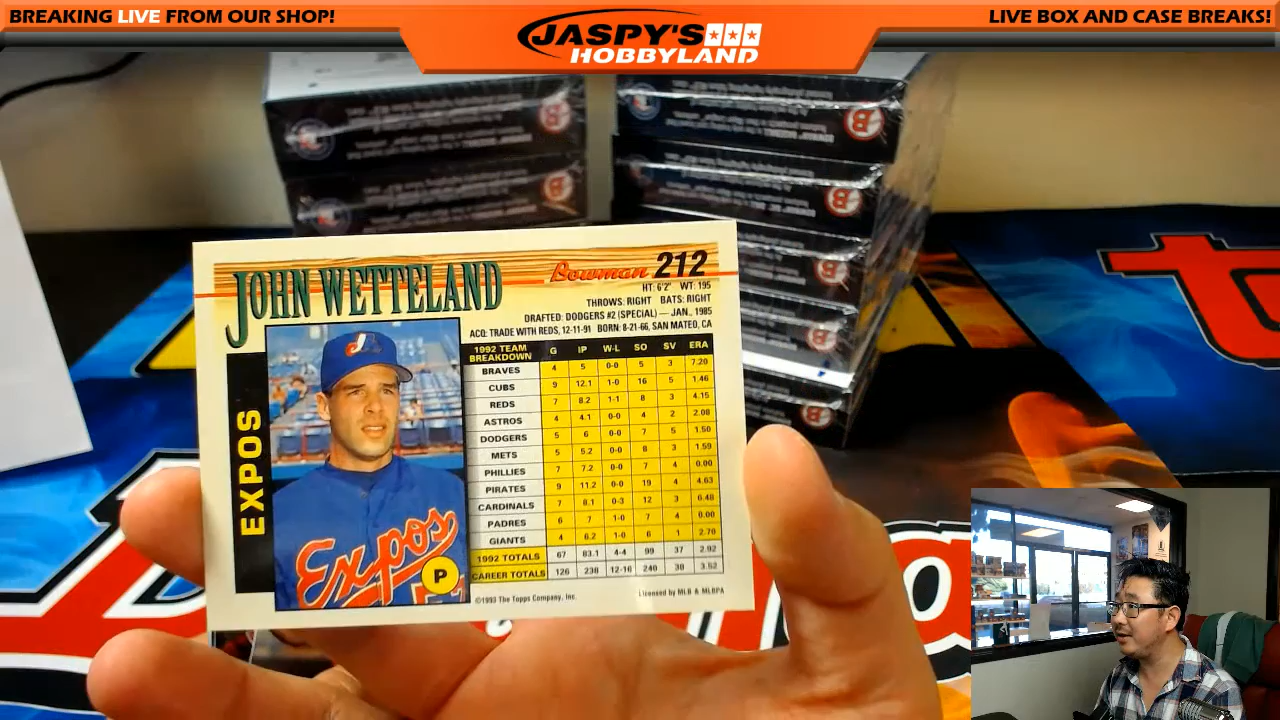 BREAKING LIVE FROM OUR SHOP!
JASPY'S
HOBBYLAND
LIVE BOX AND CASE BREAKS!
JOHN WETTELAND
Bowman 212
HT: 6'2" WT: 195
THROWS: RIGHT BATS: RIGHT
DRAFTED: DODGERS #2 (SPECIAL) — JAN., 1985
ACQ: TRADE WITH REDS, 12-11-91 BORN: 8-21-66, SAN MATEO, CA
EXPOS
Expos
P
1992 TEAM BREAKDOWN G IP W-L SO SV ERA
BRAVES 4 5 0-0 5 3 7.20
CUBS 9 12.1 1-0 16 5 1.46
REDS 7 8.2 1-1 8 3 4.15
ASTROS 4 4.1 0-0 4 2 2.08
DODGERS 5 6 0-0 7 5 1.50
METS 5 5.2 0-0 8 3 1.59
PHILLIES 7 7.2 0-0 7 4 0.00
PIRATES 9 11.2 0-0 19 4 4.63
CARDINALS 7 8.1 0-3 12 3 6.48
PADRES 6 7 1-0 7 4 0.00
GIANTS 4 6.2 1-0 6 1 2.70
1992 TOTALS 67 83.1 4-4 99 37 2.92
CAREER TOTALS 126 238 12-16 240 38 3.52
©1993 The Topps Company, Inc.
Licensed by MLB & MLBPA